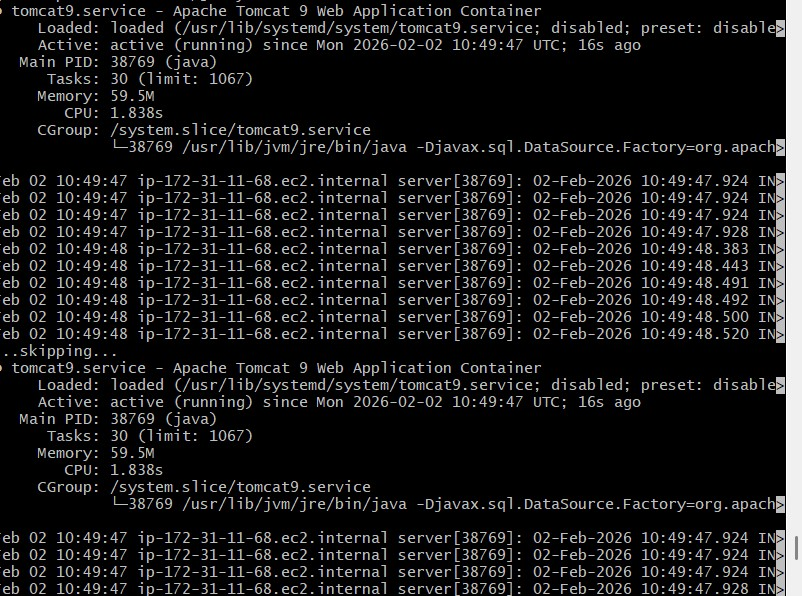 tomcat9.service - Apache Tomcat 9 Web Application Container
Loaded: loaded (/usr/lib/systemd/system/tomcat9.service; disabled; preset: disable>
Active: active (running) since Mon 2026-02-02 10:49:47 UTC; 16s ago
Main PID: 38769 (java)
Tasks: 30 (limit: 1067)
Memory: 59.5M
CPU: 1.838s
CGroup: /system.slice/tomcat9.service
└─38769 /usr/lib/jvm/jre/bin/java -Djavax.sql.DataSource.Factory=org.apach>
eb 02 10:49:47 ip-172-31-11-68.ec2.internal server[38769]: 02-Feb-2026 10:49:47.924 IN>
eb 02 10:49:47 ip-172-31-11-68.ec2.internal server[38769]: 02-Feb-2026 10:49:47.924 IN>
eb 02 10:49:47 ip-172-31-11-68.ec2.internal server[38769]: 02-Feb-2026 10:49:47.924 IN>
eb 02 10:49:47 ip-172-31-11-68.ec2.internal server[38769]: 02-Feb-2026 10:49:47.928 IN>
eb 02 10:49:48 ip-172-31-11-68.ec2.internal server[38769]: 02-Feb-2026 10:49:48.383 IN>
eb 02 10:49:48 ip-172-31-11-68.ec2.internal server[38769]: 02-Feb-2026 10:49:48.443 IN>
eb 02 10:49:48 ip-172-31-11-68.ec2.internal server[38769]: 02-Feb-2026 10:49:48.491 IN>
eb 02 10:49:48 ip-172-31-11-68.ec2.internal server[38769]: 02-Feb-2026 10:49:48.492 IN>
eb 02 10:49:48 ip-172-31-11-68.ec2.internal server[38769]: 02-Feb-2026 10:49:48.500 IN>
eb 02 10:49:48 ip-172-31-11-68.ec2.internal server[38769]: 02-Feb-2026 10:49:48.520 IN>
..skipping...
tomcat9.service - Apache Tomcat 9 Web Application Container
Loaded: loaded (/usr/lib/systemd/system/tomcat9.service; disabled; preset: disable>
Active: active (running) since Mon 2026-02-02 10:49:47 UTC; 16s ago
Main PID: 38769 (java)
Tasks: 30 (limit: 1067)
Memory: 59.5M
CPU: 1.838s
CGroup: /system.slice/tomcat9.service
└─38769 /usr/lib/jvm/jre/bin/java -Djavax.sql.DataSource.Factory=org.apach>
eb 02 10:49:47 ip-172-31-11-68.ec2.internal server[38769]: 02-Feb-2026 10:49:47.924 IN>
eb 02 10:49:47 ip-172-31-11-68.ec2.internal server[38769]: 02-Feb-2026 10:49:47.924 IN>
eb 02 10:49:47 ip-172-31-11-68.ec2.internal server[38769]: 02-Feb-2026 10:49:47.924 IN>
eb 02 10:49:47 ip-172-31-11-68.ec2.internal server[38769]: 02-Feb-2026 10:49:47.928 IN>